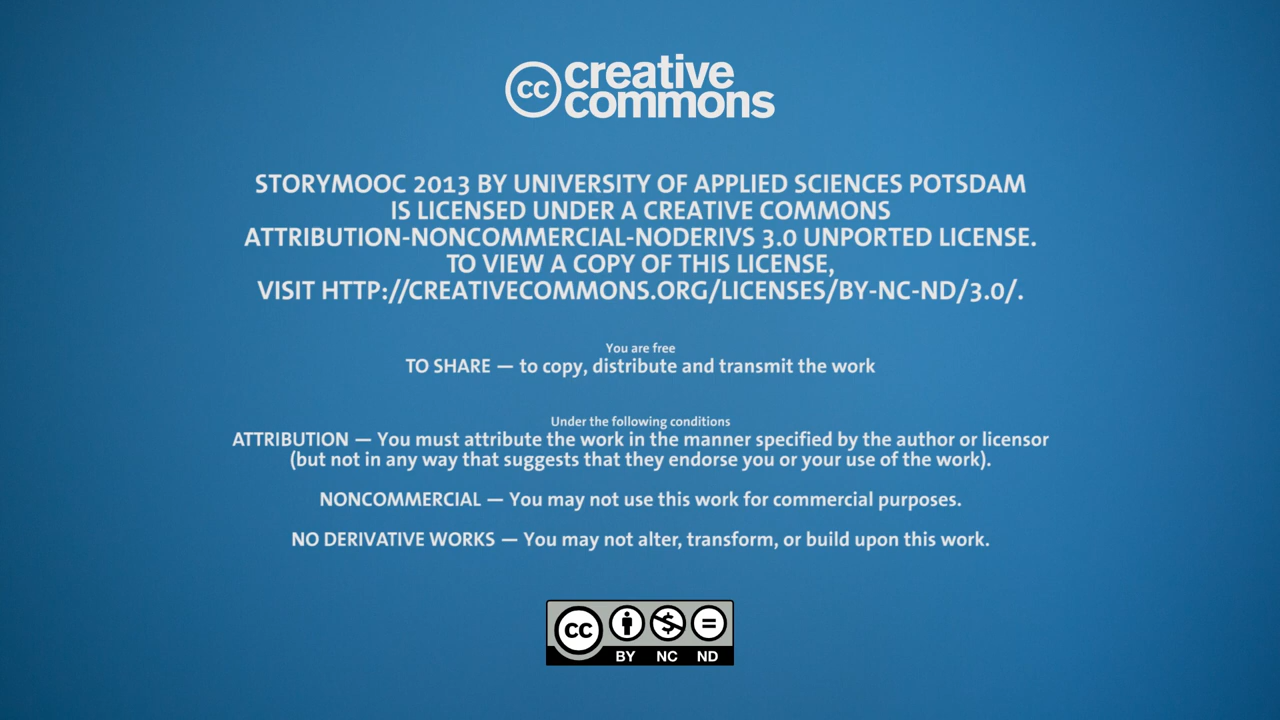 cc creative
commons
STORYMOOC 2013 BY UNIVERSITY OF APPLIED SCIENCES POTSDAM
IS LICENSED UNDER A CREATIVE COMMONS
ATTRIBUTION-NONCOMMERCIAL-NODERIVS 3.0 UNPORTED LICENSE.
TO VIEW A COPY OF THIS LICENSE,
VISIT HTTP://CREATIVECOMMONS.ORG/LICENSES/BY-NC-ND/3.0/.
You are free
TO SHARE — to copy, distribute and transmit the work
Under the following conditions
ATTRIBUTION — You must attribute the work in the manner specified by the author or licensor
(but not in any way that suggests that they endorse you or your use of the work).
NONCOMMERCIAL — You may not use this work for commercial purposes.
NO DERIVATIVE WORKS — You may not alter, transform, or build upon this work.
cc $ =
BY NC ND